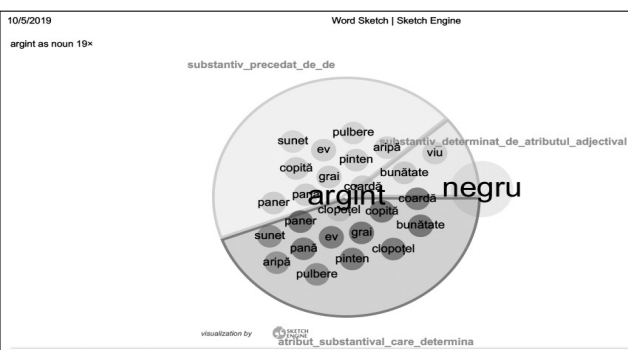 10/5/2019 Word Sketch | Sketch Engine
argint as noun 19×
substantiv_precedat_de_de
pulbere
sunet
substantiv_determinat_de_atributul_adjectival
ev
aripă
viu
pinten
copită
bunătate
grai
coardă
pană
argint
negru
paner
clopoțel
copită
coardă
paner
bunătate
sunet
ev
grai
pană
clopoțel
aripă
pinten
pulbere
visualization by SKETCH ENGINE
atribut_substantival_care_determina